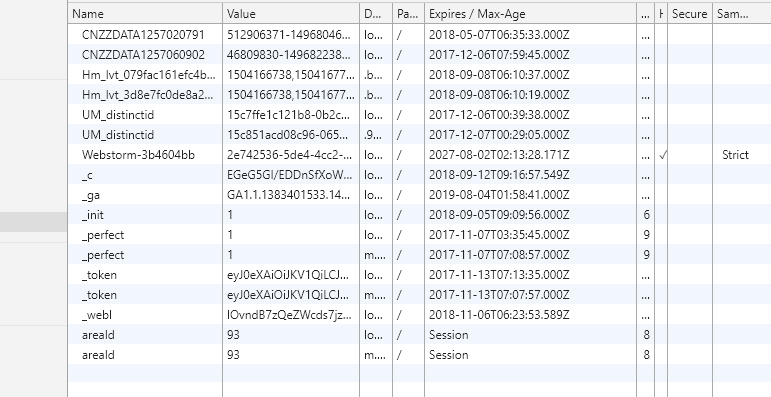 Name Value D... Pa... Expires / Max-Age ... H Secure Sam...
CNZZDATA1257020791 512906371-14968046... lo... / 2018-05-07T06:35:33.000Z ...
CNZZDATA1257060902 46809830-149682238... lo... / 2017-12-06T07:59:45.000Z ...
Hm_lvt_079fac161efc4b... 1504166738,15041677... .b... / 2018-09-08T06:10:37.000Z ...
Hm_lvt_3d8e7fc0de8a2... 1504166738,15041677... .b... / 2018-09-08T06:10:19.000Z ...
UM_distinctid 15c7ffe1c121b8-0b2c... lo... / 2017-12-06T00:39:38.000Z ...
UM_distinctid 15c851acd08c96-065... .9... / 2017-12-07T00:29:05.000Z ...
Webstorm-3b4604bb 2e742536-5de4-4cc2-... lo... / 2027-08-02T02:13:28.171Z ... ✓ Strict
_c EGeG5Gl/EDDnSfXoW... lo... / 2018-09-12T09:16:57.549Z ...
_ga GA1.1.1383401533.14... lo... / 2019-08-04T01:58:41.000Z ...
_init 1 lo... / 2018-09-05T09:09:56.000Z 6
_perfect 1 lo... / 2017-11-07T03:35:45.000Z 9
_perfect 1 m.... / 2017-11-07T07:08:57.000Z 9
_token eyJ0eXAiOiJKV1QiLCJ... lo... / 2017-11-13T07:13:35.000Z ...
_token eyJ0eXAiOiJKV1QiLCJ... m.... / 2017-11-13T07:07:57.000Z ...
_webl IOvndB7zQeZWcds7jz... lo... / 2018-11-06T06:23:53.589Z ...
areaId 93 lo... / Session 8
areaId 93 m.... / Session 8